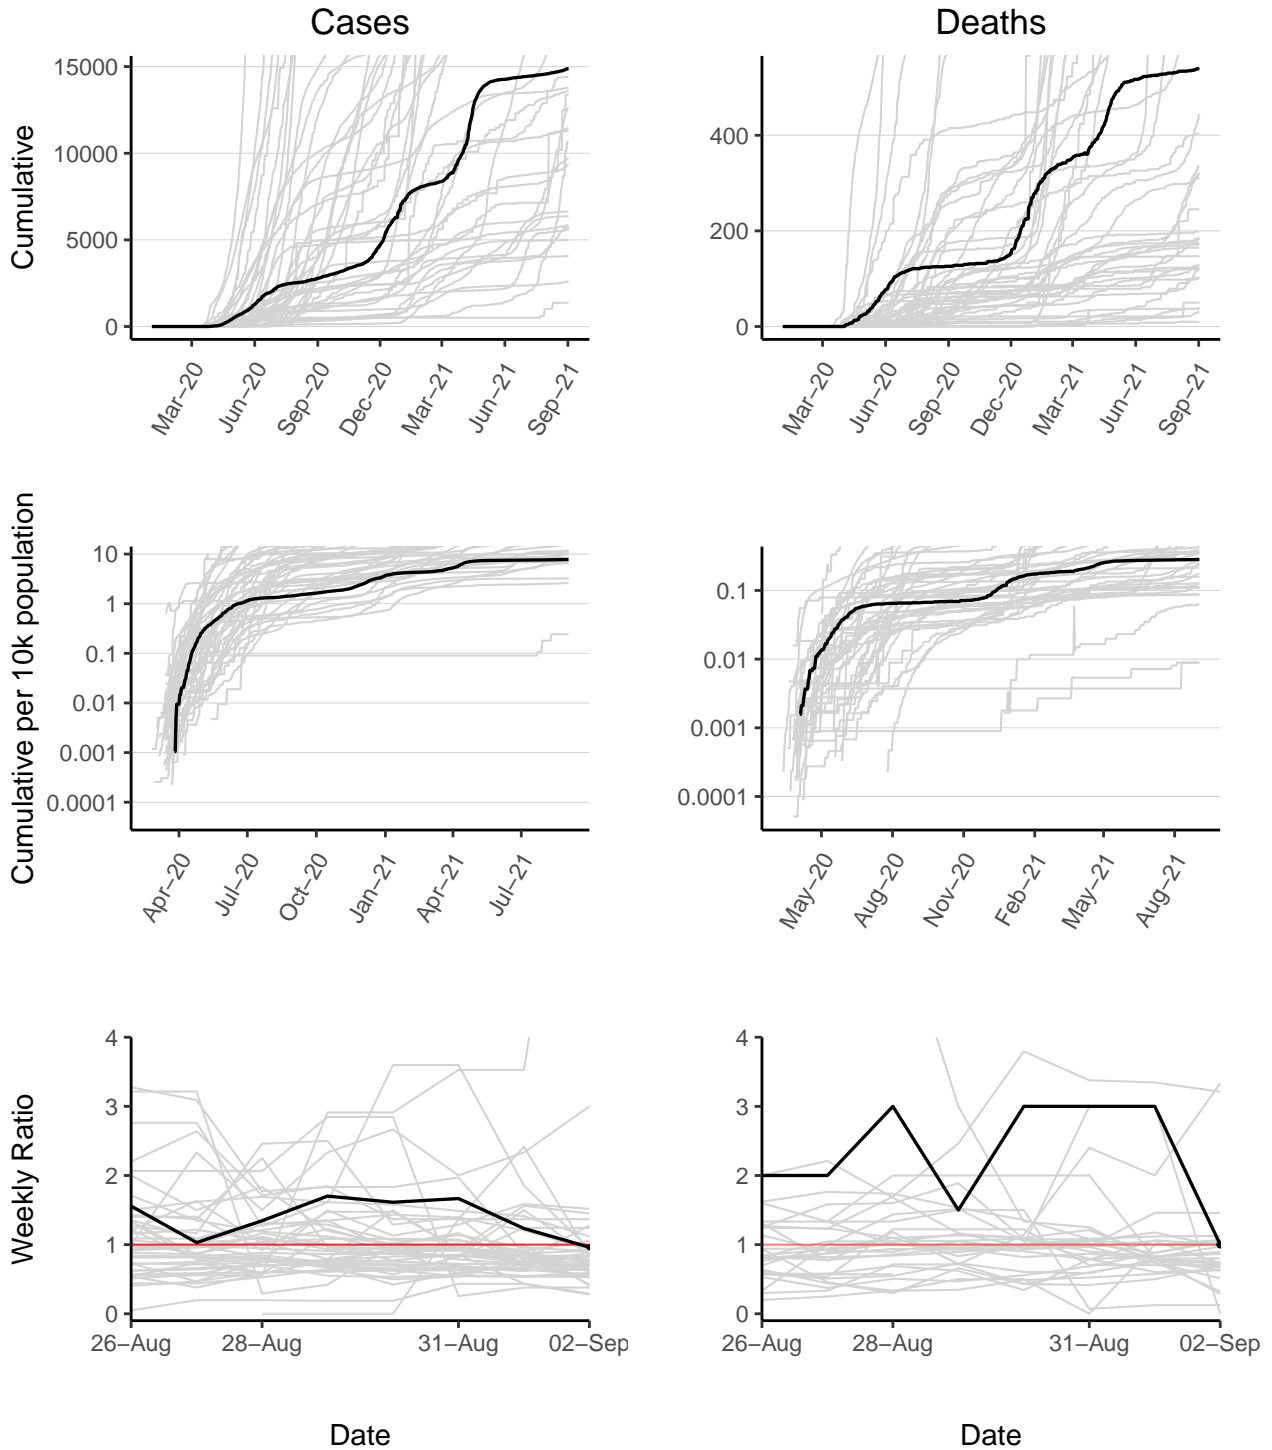 Cases Deaths
Cumulative
15000
10000
5000
0
Mar−20 Jun−20 Sep−20 Dec−20 Mar−21 Jun−21 Sep−21
400
200
0
Mar−20 Jun−20 Sep−20 Dec−20 Mar−21 Jun−21 Sep−21
Cumulative per 10k population
10
1
0.1
0.01
0.001
0.0001
Apr−20 Jul−20 Oct−20 Jan−21 Apr−21 Jul−21
0.1
0.01
0.001
0.0001
May−20 Aug−20 Nov−20 Feb−21 May−21 Aug−21
Weekly Ratio
4
3
2
1
0
26−Aug 28−Aug 31−Aug 02−Sep
4
3
2
1
0
26−Aug 28−Aug 31−Aug 02−Sep
Date Date